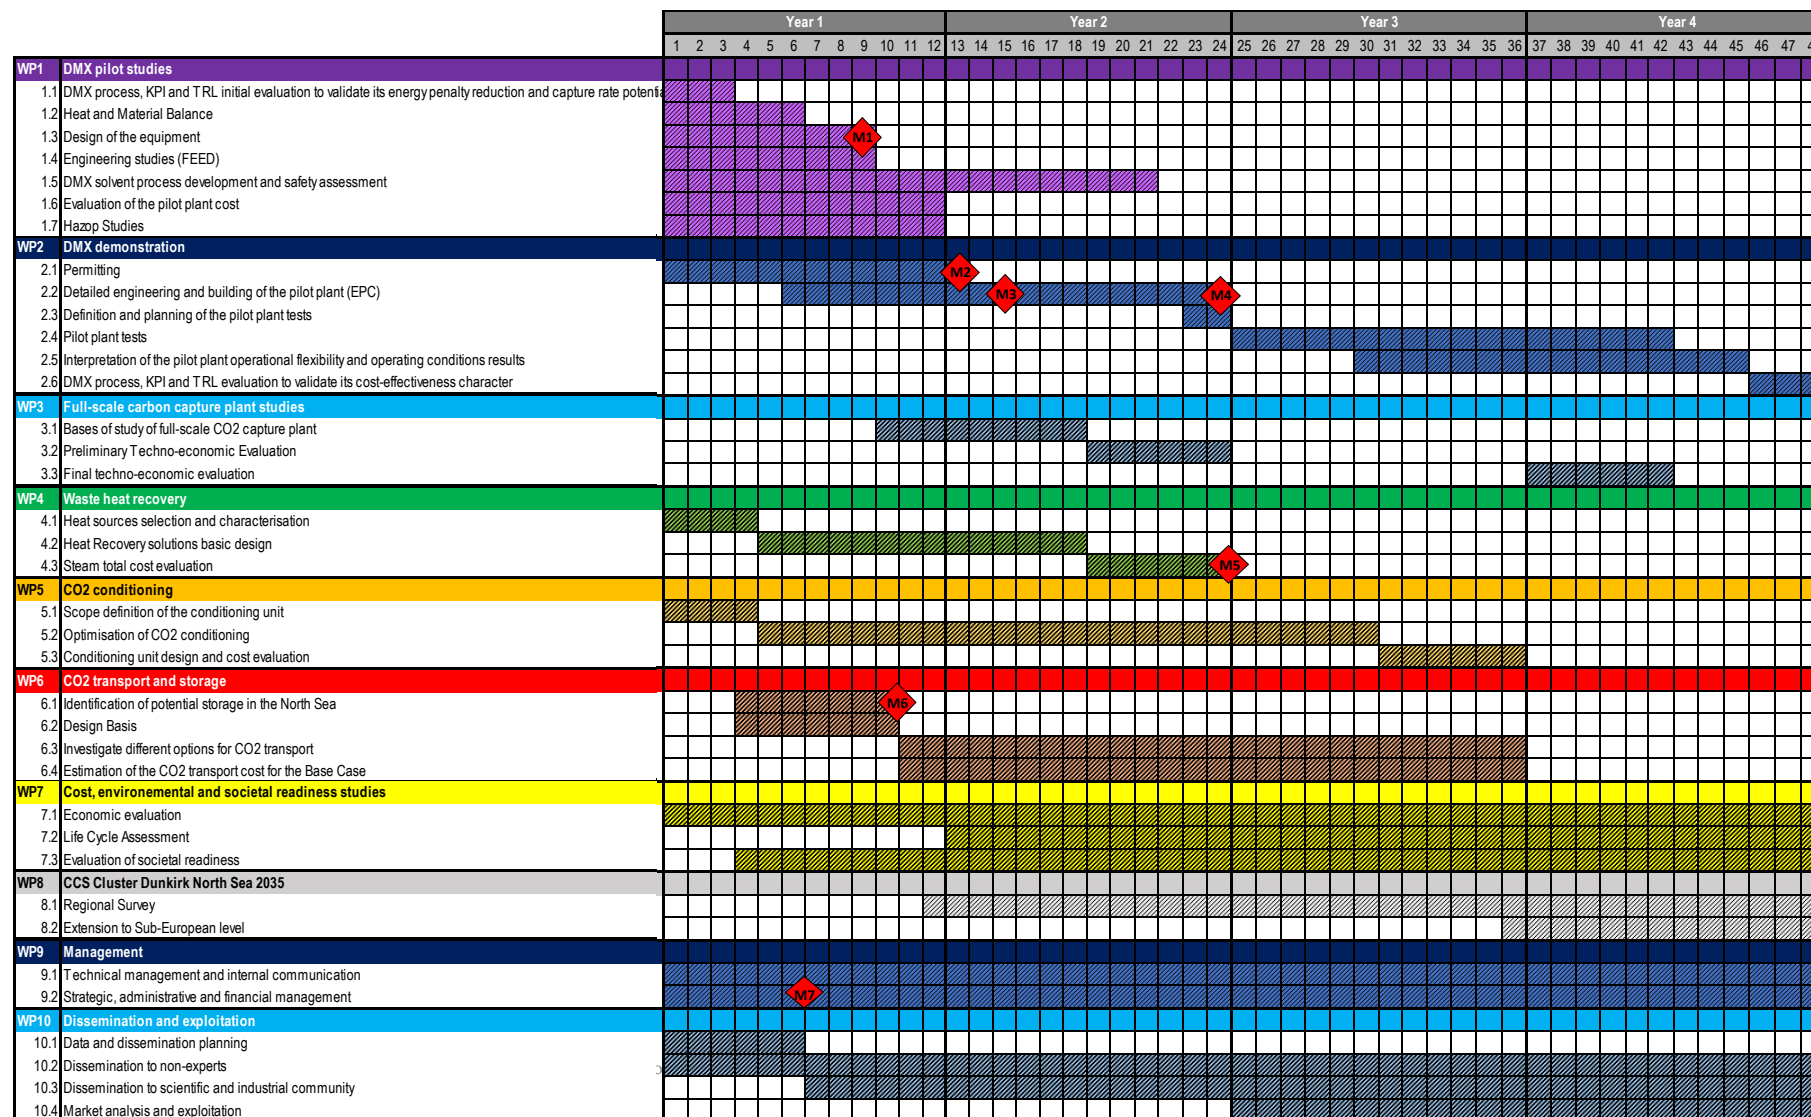 Year 1 Year 2 Year 3 Year 4
1 2 3 4 5 6 7 8 9 10 11 12 13 14 15 16 17 18 19 20 21 22 23 24 25 26 27 28 29 30 31 32 33 34 35 36 37 38 39 40 41 42 43 44 45 46 47
WP1 DMX pilot studies
1.1 DMX process, KPI and TRL initial evaluation to validate its energy penalty reduction and capture rate potentia
1.2 Heat and Material Balance
1.3 Design of the equipment M1
1.4 Engineering studies (FEED)
1.5 DMX solvent process development and safety assessment
1.6 Evaluation of the pilot plant cost
1.7 Hazop Studies
WP2 DMX demonstration
2.1 Permitting M2
2.2 Detailed engineering and building of the pilot plant (EPC) M3 M4
2.3 Definition and planning of the pilot plant tests
2.4 Pilot plant tests
2.5 Interpretation of the pilot plant operational flexibility and operating conditions results
2.6 DMX process, KPI and TRL evaluation to validate its cost-effectiveness character
WP3 Full-scale carbon capture plant studies
3.1 Bases of study of full-scale CO2 capture plant
3.2 Preliminary Techno-economic Evaluation
3.3 Final techno-economic evaluation
WP4 Waste heat recovery
4.1 Heat sources selection and characterisation
4.2 Heat Recovery solutions basic design
4.3 Steam total cost evaluation M5
WP5 CO2 conditioning
5.1 Scope definition of the conditioning unit
5.2 Optimisation of CO2 conditioning
5.3 Conditioning unit design and cost evaluation
WP6 CO2 transport and storage
6.1 Identification of potential storage in the North Sea M6
6.2 Design Basis
6.3 Investigate different options for CO2 transport
6.4 Estimation of the CO2 transport cost for the Base Case
WP7 Cost, environemental and societal readiness studies
7.1 Economic evaluation
7.2 Life Cycle Assessment
7.3 Evaluation of societal readiness
WP8 CCS Cluster Dunkirk North Sea 2035
8.1 Regional Survey
8.2 Extension to Sub-European level
WP9 Management
9.1 Technical management and internal communication
9.2 Strategic, administrative and financial management M7
WP10 Dissemination and exploitation
10.1 Data and dissemination planning
10.2 Dissemination to non-experts
10.3 Dissemination to scientific and industrial community
10.4 Market analysis and exploitation